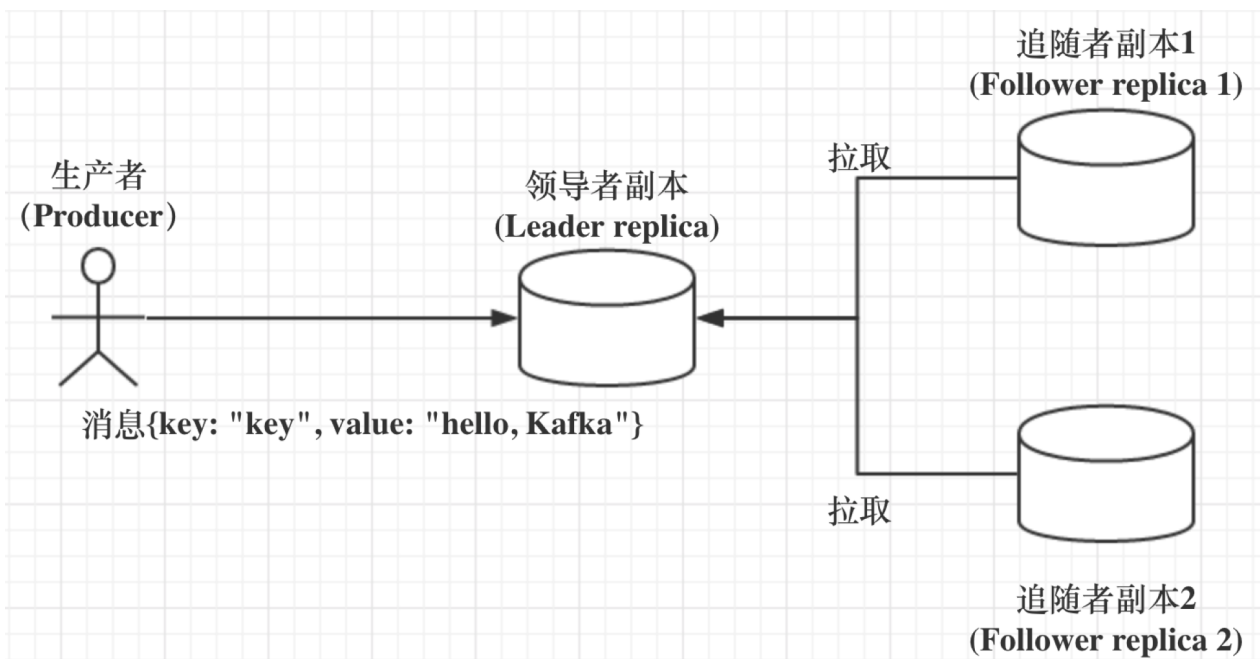 生产者
（Producer）
消息{key: "key", value: "hello, Kafka"}
领导者副本
(Leader replica)
拉取
追随者副本1
(Follower replica 1)
拉取
追随者副本2
(Follower replica 2)